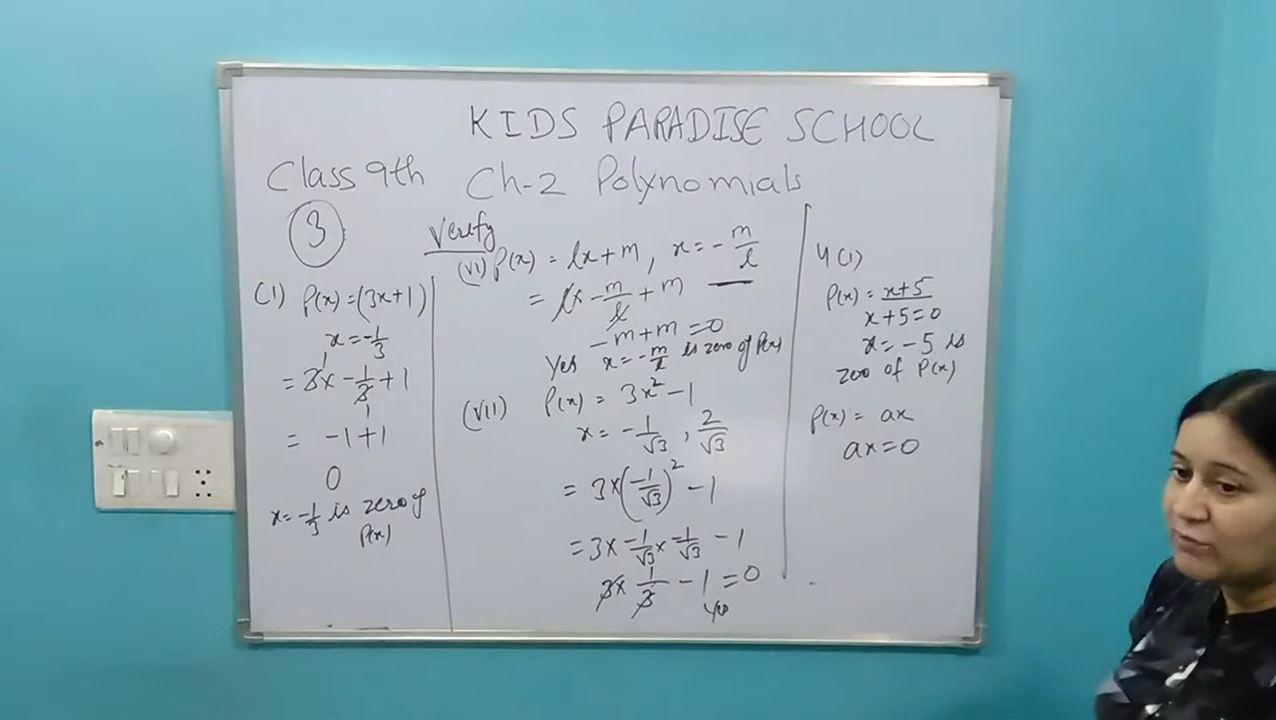 KIDS PARADISE SCHOOL
Class 9th Ch-2 Polynomials
3
Verify
(i) P(x) = (3x+1)
x = -1/3
= 3x -1/3 + 1
= -1+1
0
x = -1/3 is zero of
P(x)
(vi) P(x) = lx + m, x = -m/l
= l x -m/l + m
-m+m = 0
Yes x = -m/l is zero of P(x)
(vii) P(x) = 3x² - 1
x = -1/√3, 2/√3
= 3×(-1/√3)² - 1
= 3× -1/√3 × -1/√3 - 1
3× 1/3 - 1 = 0
yes
4 (i)
P(x) = x+5
x+5=0
x = -5 is
zero of P(x)
P(x) = ax
ax=0